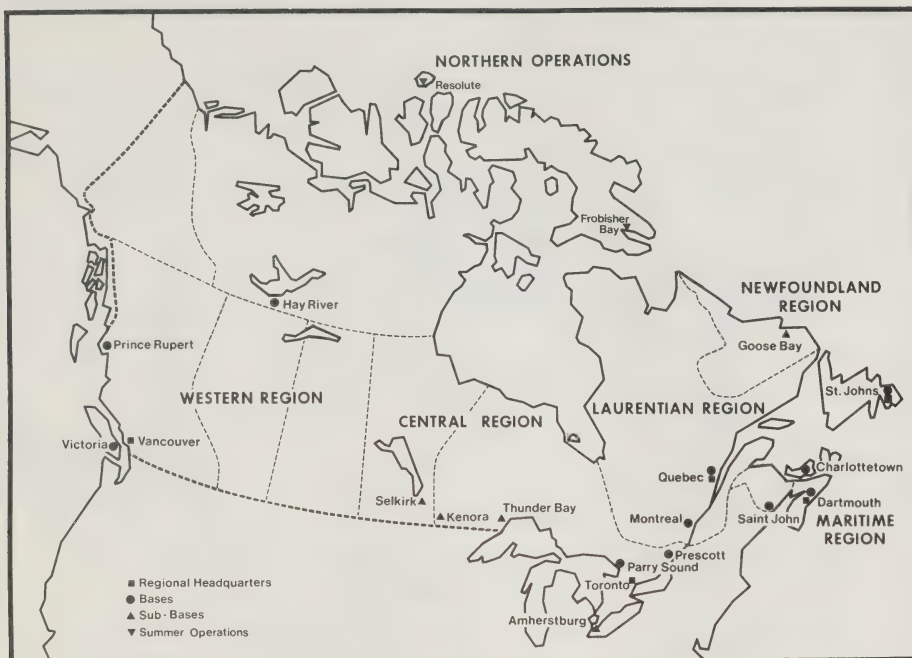 NORTHERN OPERATIONS
Resolute
Frobisher
Bay
Hay River
NEWFOUNDLAND
REGION
Goose Bay
Prince Rupert
WESTERN REGION
CENTRAL REGION
LAURENTIAN REGION
St. Johns
Victoria
Vancouver
Quebec
Charlottetown
Selkirk
Kenora
Thunder Bay
Montreal
Saint John
Dartmouth
MARITIME
REGION
Prescott
Parry Sound
Toronto
Amherstburg
Regional Headquarters
Bases
Sub-Bases
Summer Operations